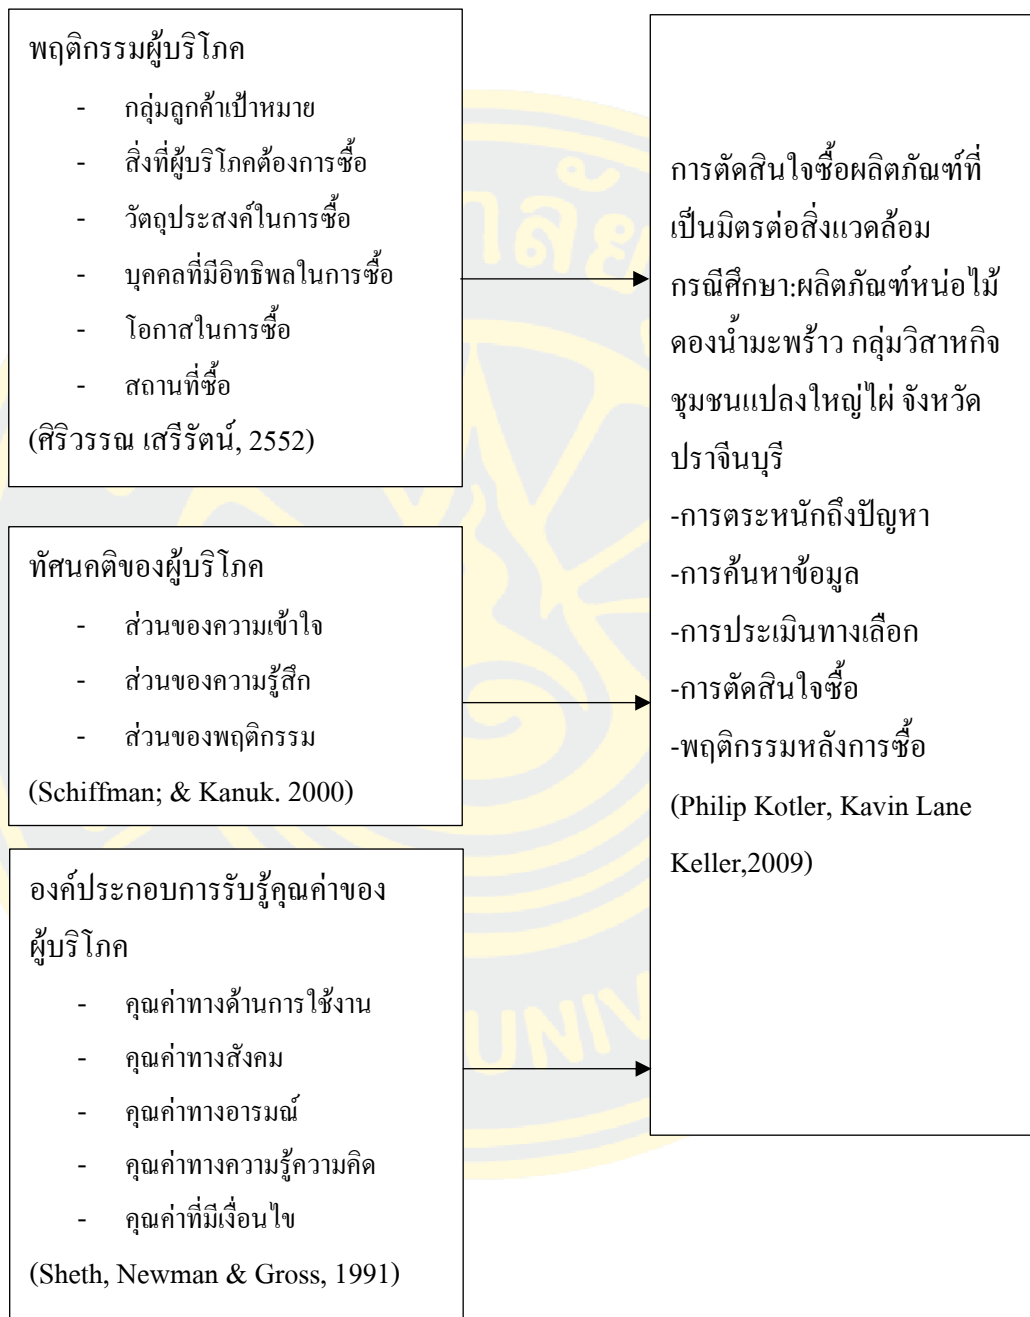 พฤติกรรมผู้บริโภค
- กลุ่มลูกค้าเป้าหมาย
- สิ่งที่ผู้บริโภคต้องการซื้อ
- วัตถุประสงค์ในการซื้อ
- บุคคลที่มีอิทธิพลในการซื้อ
- โอกาสในการซื้อ
- สถานที่ซื้อ
(ศิริวรรณ เสรีรัตน์, 2552)
ทัศนคติของผู้บริโภค
- ส่วนของความเข้าใจ
- ส่วนของความรู้สึก
- ส่วนของพฤติกรรม
(Schiffman; & Kanuk. 2000)
องค์ประกอบการรับรู้คุณค่าของ
ผู้บริโภค
- คุณค่าทางด้านการใช้งาน
- คุณค่าทางสังคม
- คุณค่าทางอารมณ์
- คุณค่าทางความรู้ความคิด
- คุณค่าที่มีเงื่อนไข
(Sheth, Newman & Gross, 1991)
การตัดสินใจซื้อผลิตภัณฑ์ที่
เป็นมิตรต่อสิ่งแวดล้อม
กรณีศึกษา:ผลิตภัณฑ์หน่อไม้
ดองน้ำมะพร้าว กลุ่มวิสาหกิจ
ชุมชนแปลงใหญ่ไผ่ จังหวัด
ปราจีนบุรี
-การตระหนักถึงปัญหา
-การค้นหาข้อมูล
-การประเมินทางเลือก
-การตัดสินใจซื้อ
-พฤติกรรมหลังการซื้อ
(Philip Kotler, Kavin Lane
Keller,2009)